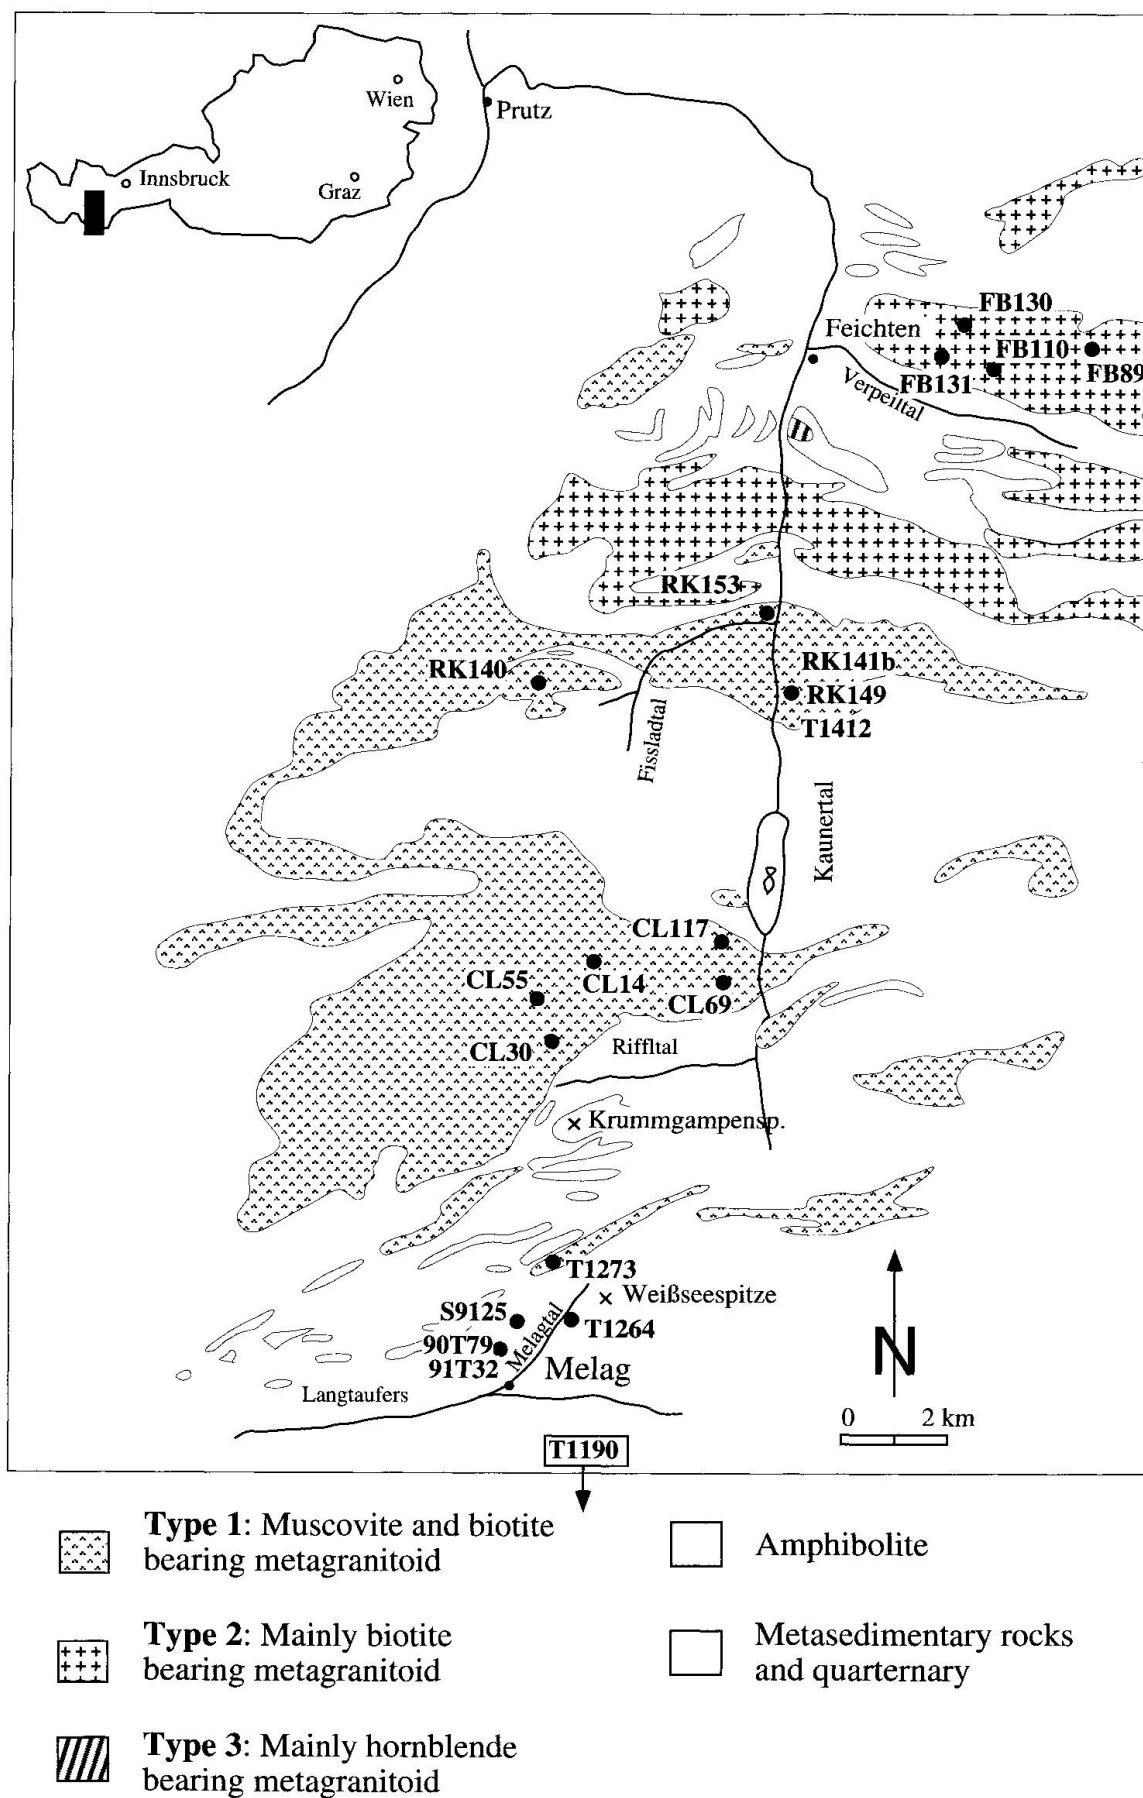 Wien
Prutz
Innsbruck
Graz
FB130
Feichten
FB110
FB131
FB89
Verpeiltal
RK153
RK141b
RK140
RK149
T1412
Fissladtal
Kaunertal
CL117
CL55
CL14
CL69
CL30
Riffltal
Krummgampensp.
T1273
Weißseespitze
S9125
T1264
90T79
Melagtal
91T32
Melag
Langtaufers
N
0 2 km
T1190
Type 1: Muscovite and biotite
bearing metagranitoid
Amphibolite
Type 2: Mainly biotite
bearing metagranitoid
Metasedimentary rocks
and quarternary
Type 3: Mainly hornblende
bearing metagranitoid